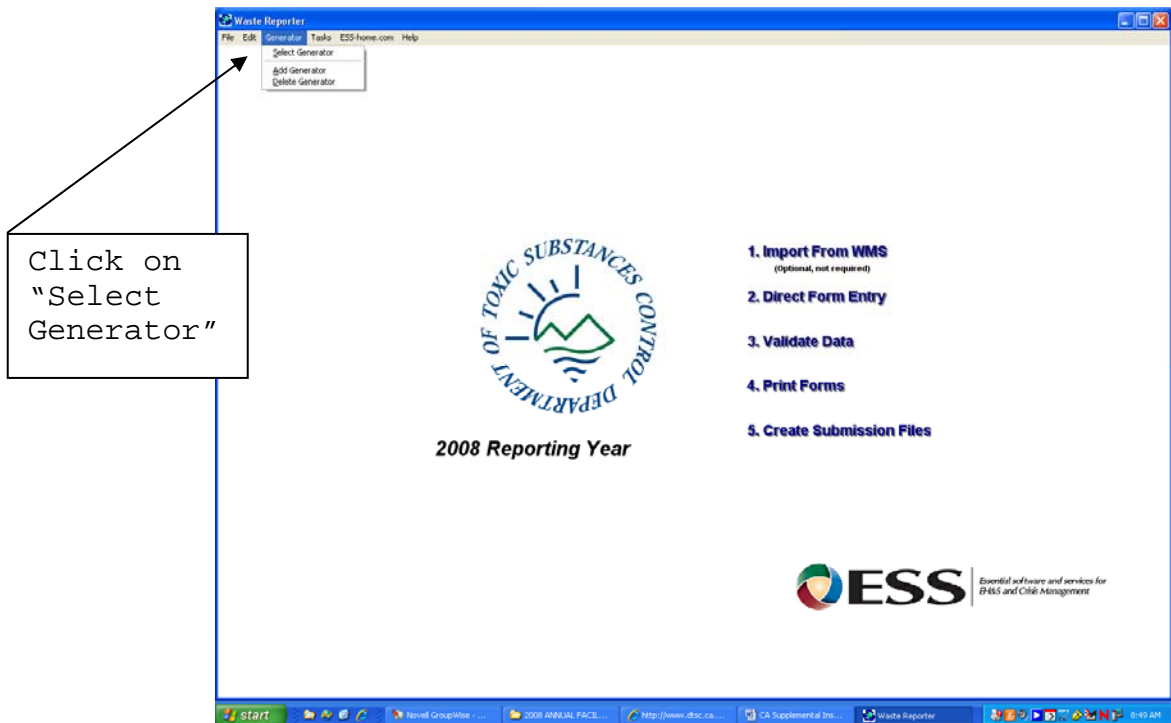 Waste Reporter
File Edit Generator Tasks ESS-home.com Help
Select Generator
Add Generator
Delete Generator
Click on
“Select
Generator”
DEPARTMENT OF TOXIC SUBSTANCES CONTROL
2008 Reporting Year
1. Import From WMS
(Optional, not required)
2. Direct Form Entry
3. Validate Data
4. Print Forms
5. Create Submission Files
ESS
Essential software and services for
EH&S and Crisis Management
start
Novell GroupWise - ...
2008 ANNUAL FACIL...
http://www.dtsc.ca....
CA Supplemental Ins...
Waste Reporter
8:49 AM